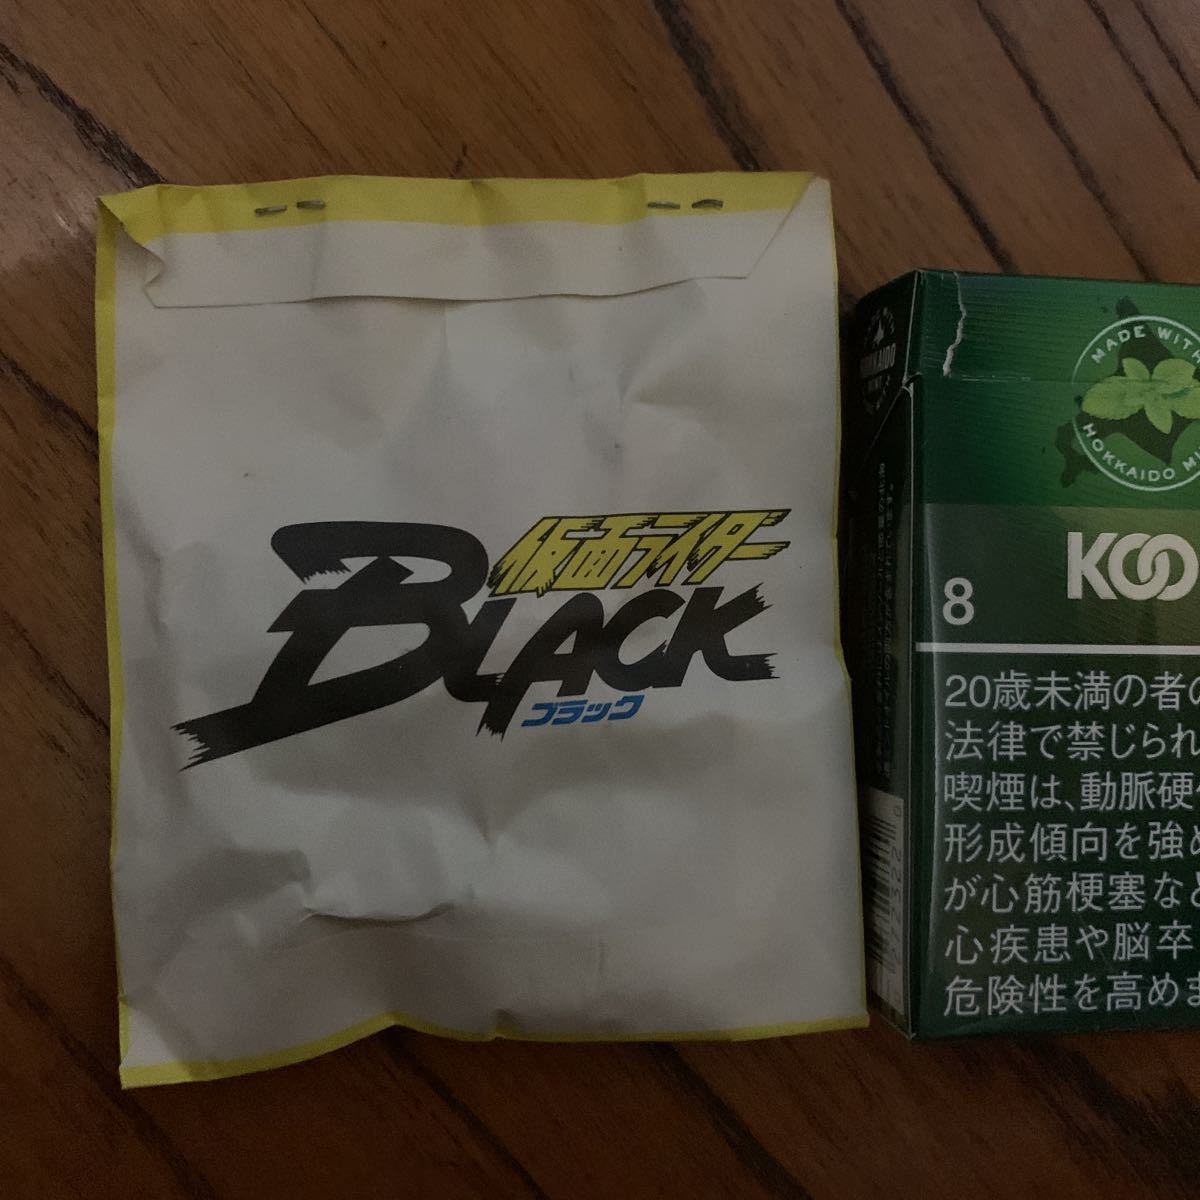 仮面ライダー
BLACK
ブラック
MADE WITH
HOKKAIDO MI
HOKKAIDO
MINT
KOO
8
20歳未満の者の
法律で禁じられ
喫煙は、動脈硬
形成傾向を強め
が心筋梗塞など
心疾患や脳卒
危険性を高めま